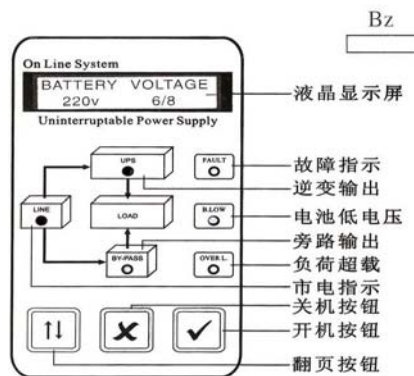 Bz
On Line System
BATTERY VOLTAGE
220v 6/8
Uninterruptable Power Supply
UPS
FAULT
LINE
LOAD
B.LOW
BY-PASS
OVER L.
液晶显示屏
故障指示
逆变输出
电池低电压
旁路输出
负荷超载
市电指示
关机按钮
开机按钮
翻页按钮